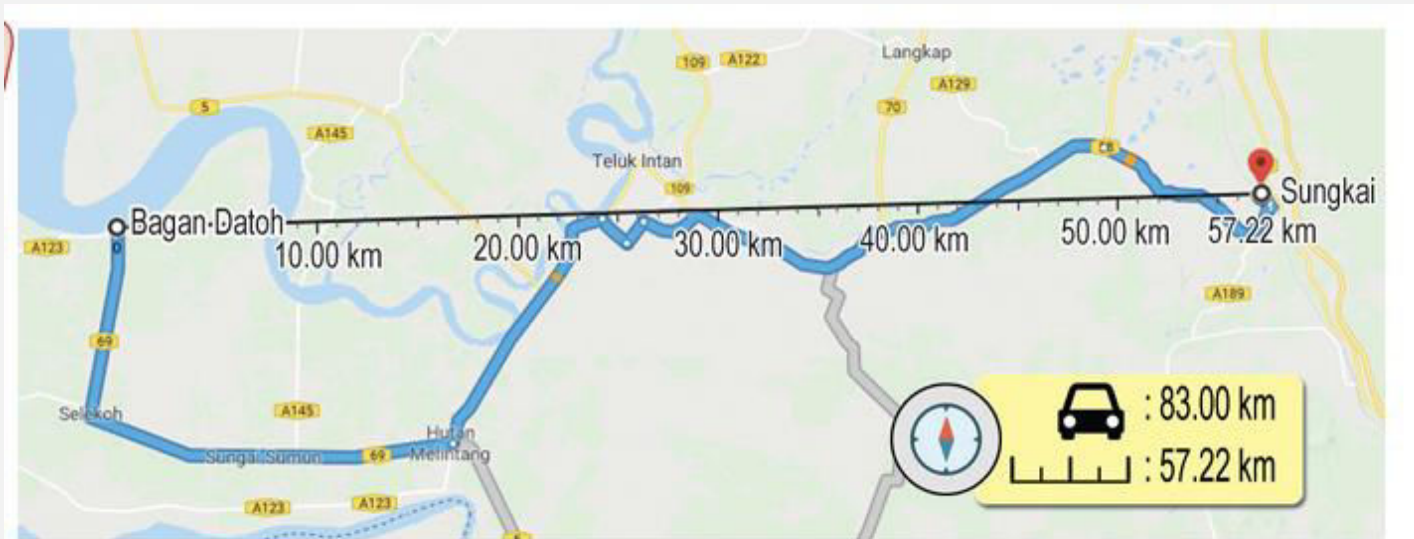 Langkap
109
A122
A129
5
70
A145
Teluk Intan
109
Bagan Datoh
Sungkai
0
A123
10.00 km
20.00 km
30.00 km
40.00 km
50.00 km
57.22 km
A189
69
A145
Selekoh
Hutan
Melintang
Sungai Sumun
69
A123
A123
: 83.00 km
: 57.22 km